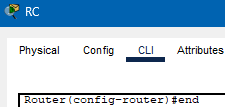 RC
Physical Config CLI Attributes
Router(config-router)#end